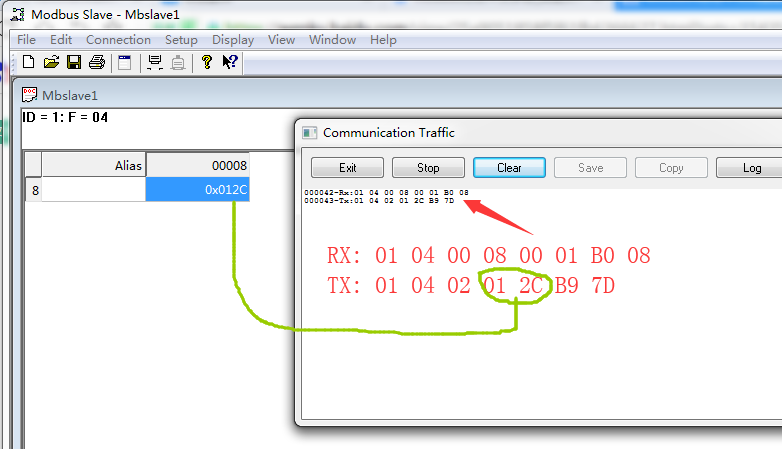 Modbus Slave - Mbslave1
File Edit Connection Setup Display View Window Help
Mbslave1
ID = 1: F = 04
Alias 00008
8 0x012C
Communication Traffic
Exit Stop Clear Save Copy Log
000042-Rx:01 04 00 08 00 01 B0 08
000043-Tx:01 04 02 01 2C B9 7D
RX: 01 04 00 08 00 01 B0 08
TX: 01 04 02 01 2C B9 7D